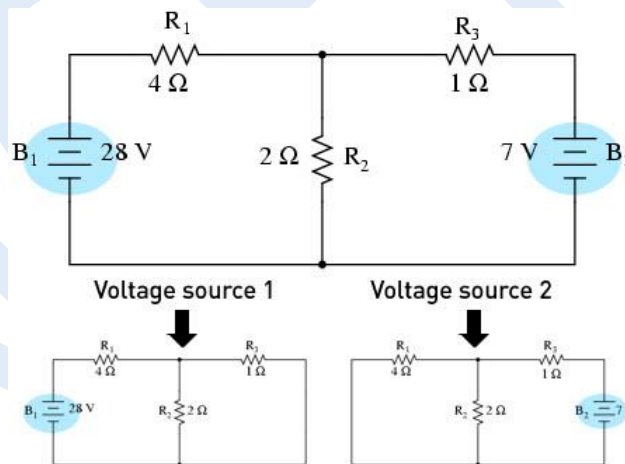 R1 R3
4 Ω 1 Ω
B1 28 V 2 Ω R2 7 V B
Voltage source 1 Voltage source 2
R1 R3 R1 R3
4 Ω 1 Ω 4 Ω 1 Ω
B1 28 V R2 2 Ω R2 2 Ω B2 7